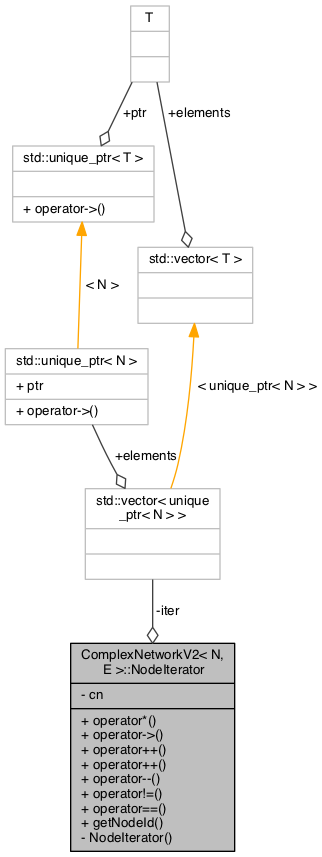 T
+ptr
+elements
std::unique_ptr< T >
+ operator->()
std::vector< T >
< N >
std::unique_ptr< N >
+ ptr
+ operator->()
< unique_ptr< N > >
+elements
std::vector< unique
_ptr< N > >
-iter
ComplexNetworkV2< N,
E >::NodeIterator
- cn
+ operator*()
+ operator->()
+ operator++()
+ operator++()
+ operator--()
+ operator!=()
+ operator==()
+ getNodeId()
- NodeIterator()